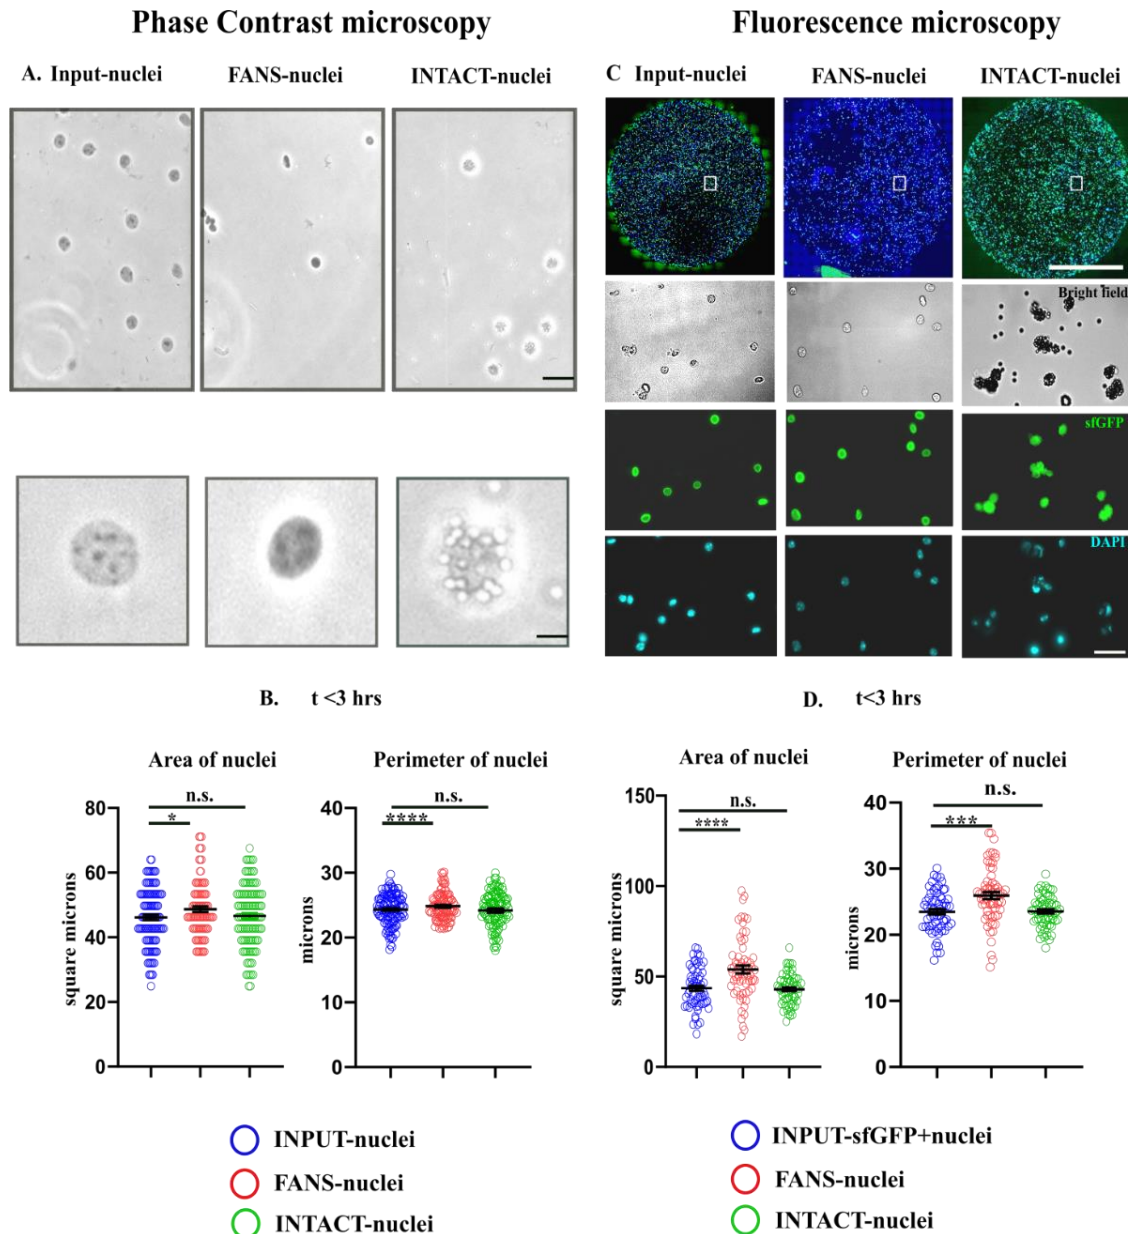 Phase Contrast microscopy
Fluorescence microscopy
A. Input-nuclei FANS-nuclei INTACT-nuclei
C Input-nuclei FANS-nuclei INTACT-nuclei
Bright field
sfGFP
DAPI
B. t <3 hrs
D. t<3 hrs
Area of nuclei
n.s.
*
80
60
40
20
0
square microns
Perimeter of nuclei
n.s.
****
40
30
20
10
0
microns
Area of nuclei
n.s.
****
150
100
50
0
square microns
Perimeter of nuclei
n.s.
***
40
30
20
10
0
microns
INPUT-nuclei
FANS-nuclei
INTACT-nuclei
INPUT-sfGFP+nuclei
FANS-nuclei
INTACT-nuclei